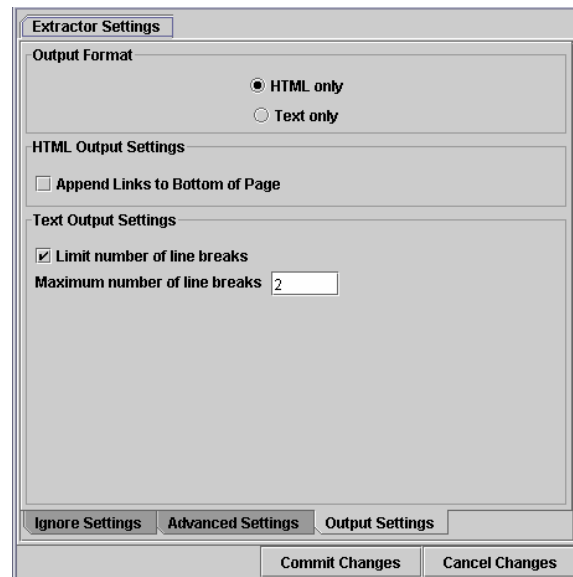 Extractor Settings
Output Format
HTML only
Text only
HTML Output Settings
Append Links to Bottom of Page
Text Output Settings
Limit number of line breaks
Maximum number of line breaks 2
Ignore Settings Advanced Settings Output Settings
Commit Changes Cancel Changes